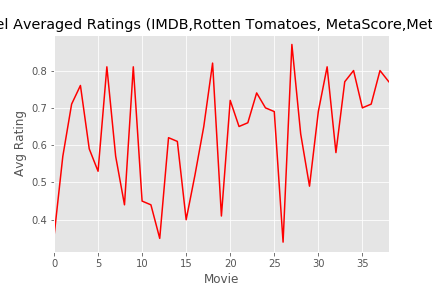 el Averaged Ratings (IMDB,Rotten Tomatoes, MetaScore,Met
0.8
0.7
0.6
0.5
0.4
Avg Rating
0 5 10 15 20 25 30 35
Movie